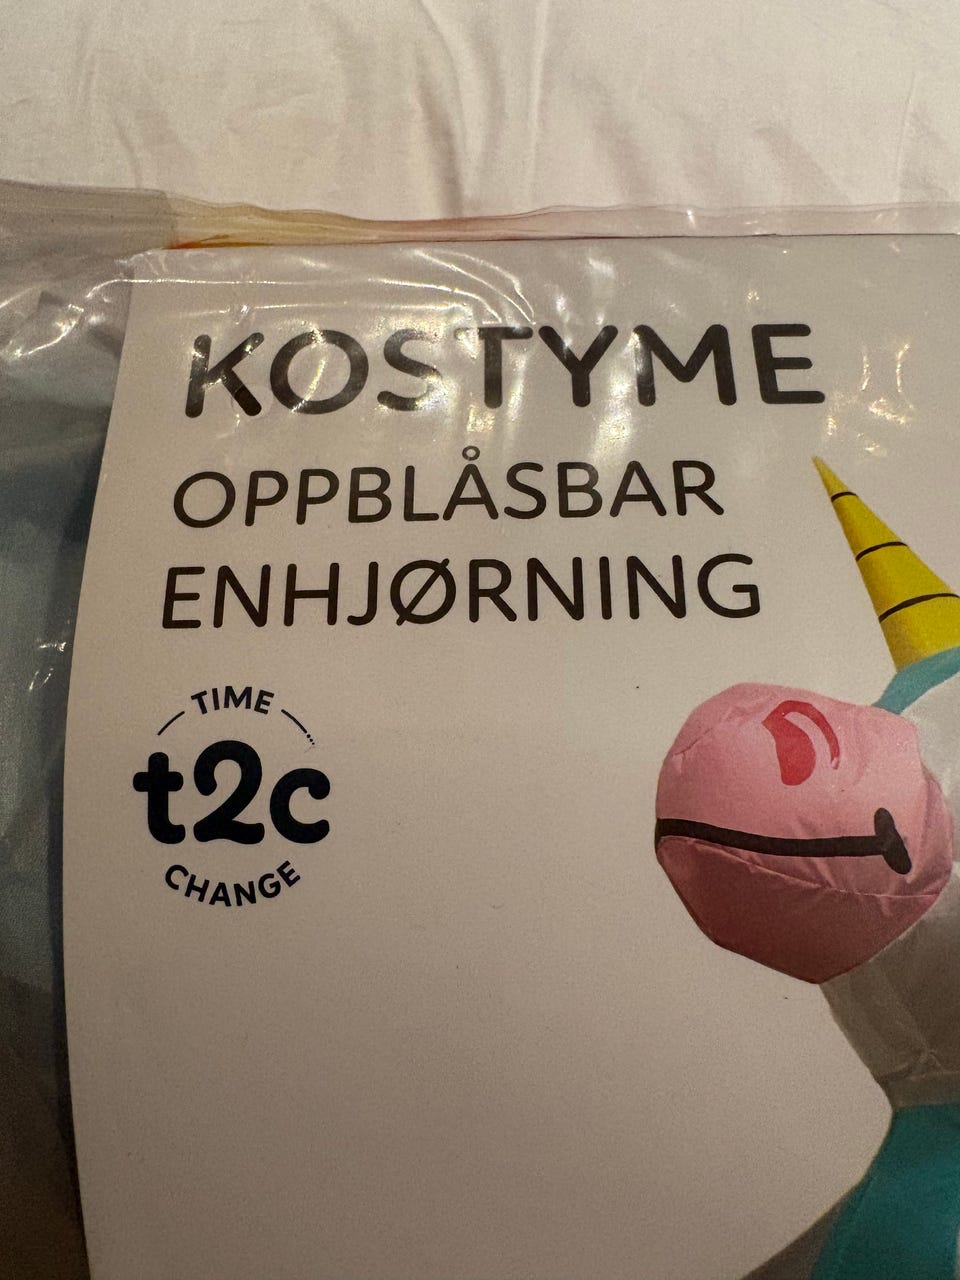 KOSTYME
OPPBLÅSBAR
ENHJØRNING
TIME
t2c
CHANGE